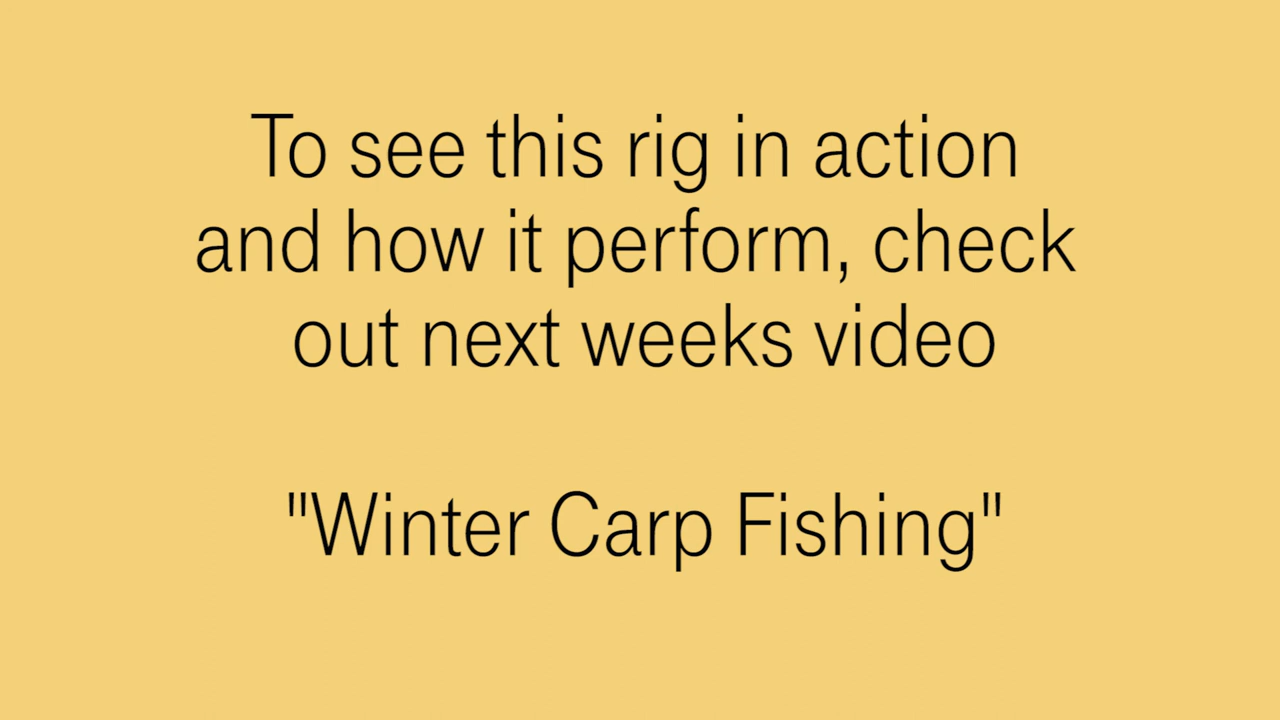 To see this rig in action
and how it perform, check
out next weeks video
"Winter Carp Fishing"